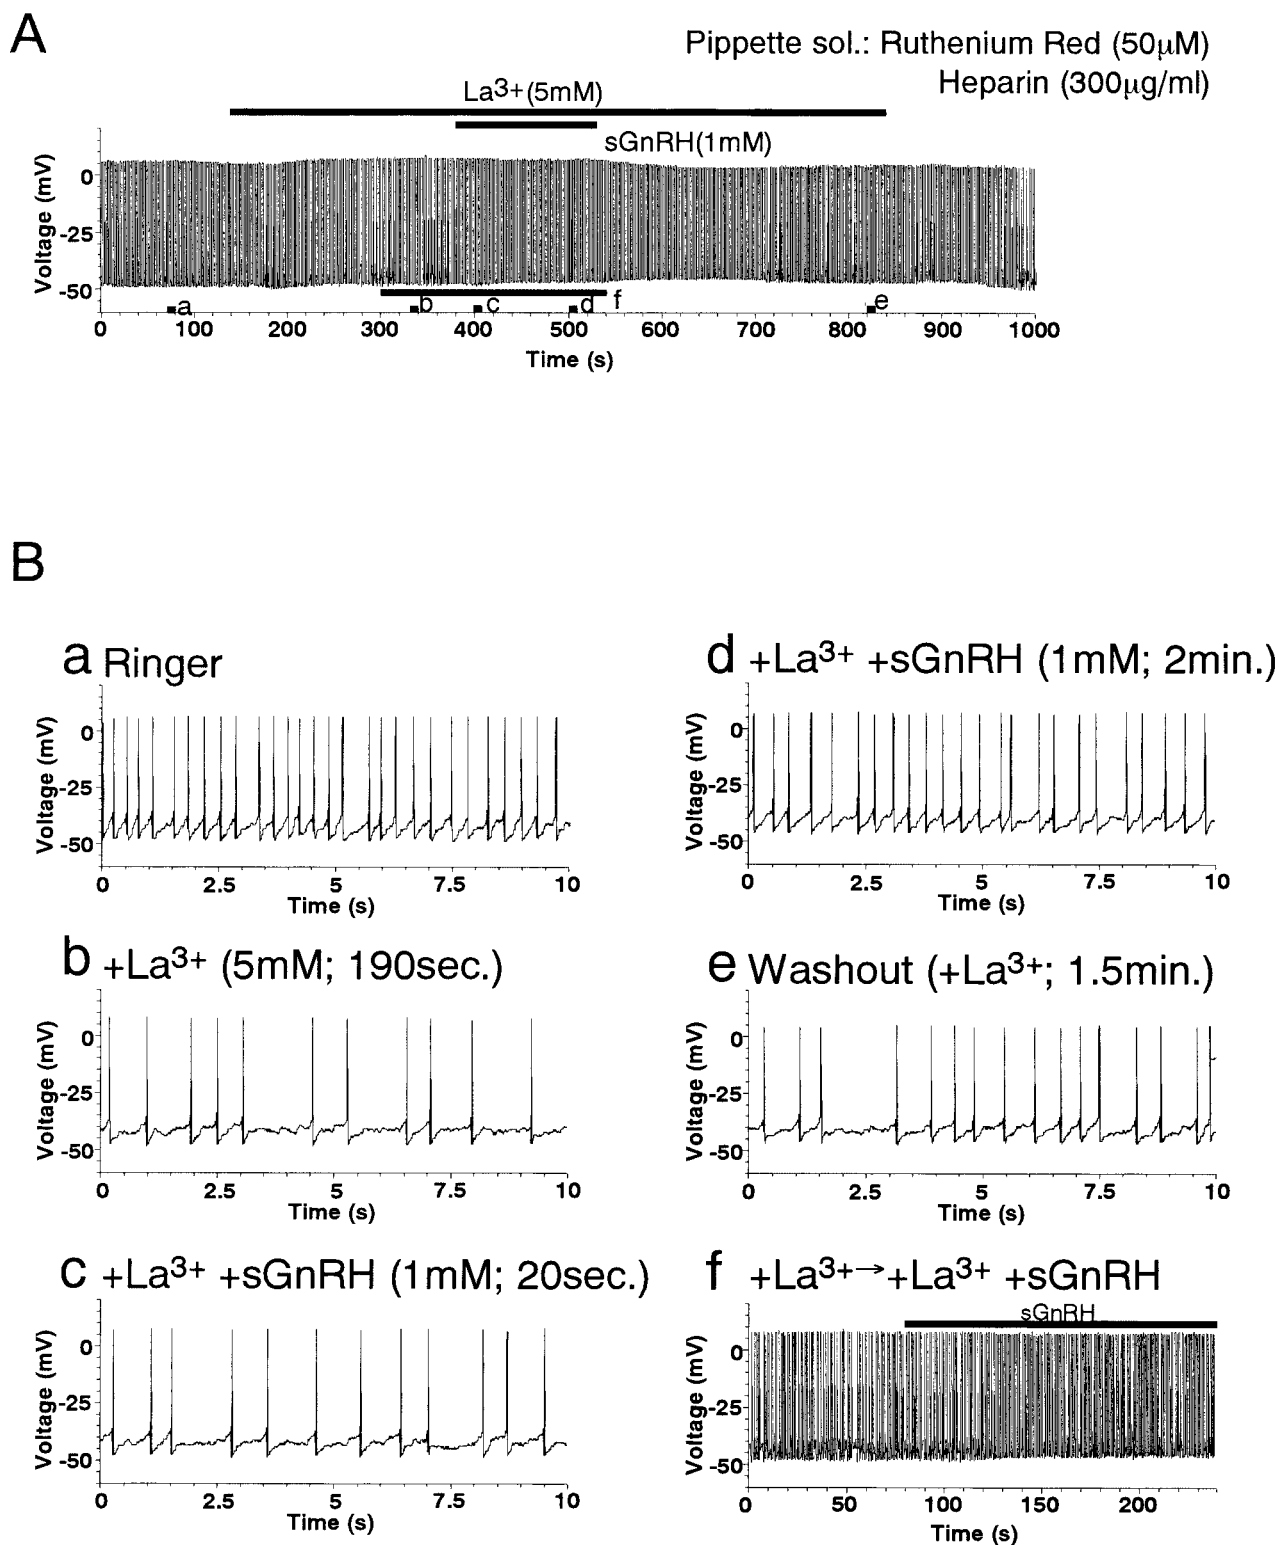 A
Pippette sol.: Ruthenium Red (50μM)
Heparin (300μg/ml)
La3+(5mM)
sGnRH(1mM)
Voltage (mV)
0
-25
-50
a
b
c
d
f
e
0 100 200 300 400 500 600 700 800 900 1000
Time (s)
B
a Ringer
Voltage (mV)
0
-25
-50
0 2.5 5 7.5 10
Time (s)
b +La3+ (5mM; 190sec.)
Voltage (mV)
0
-25
-50
0 2.5 5 7.5 10
Time (s)
c +La3+ +sGnRH (1mM; 20sec.)
Voltage (mV)
0
-25
-50
0 2.5 5 7.5 10
Time (s)
d +La3+ +sGnRH (1mM; 2min.)
Voltage (mV)
0
-25
-50
0 2.5 5 7.5 10
Time (s)
e Washout (+La3+; 1.5min.)
Voltage (mV)
0
-25
-50
0 2.5 5 7.5 10
Time (s)
f +La3+→+La3+ +sGnRH
sGnRH
Voltage (mV)
0
-25
-50
0 50 100 150 200
Time (s)